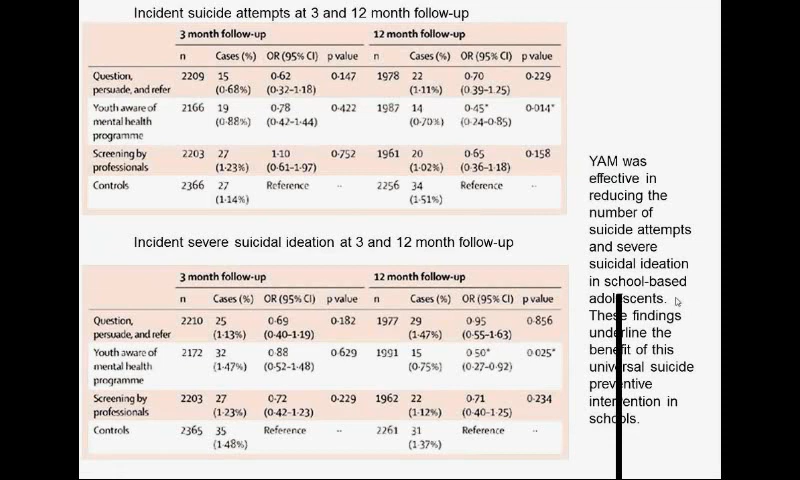 Incident suicide attempts at 3 and 12 month follow-up
3 month follow-up 12 month follow-up
n Cases (%) OR (95% CI) p value n Cases (%) OR (95% CI) p value
Question, 2209 15 0·62 0·147 1978 22 0·70 0·229
persuade, and refer (0·68%) (0·32–1·18) (1·11%) (0·39–1·25)
Youth aware of 2166 19 0·78 0·422 1987 14 0·45* 0·014*
mental health (0·88%) (0·42–1·44) (0·70%) (0·24–0·85)
programme
Screening by 2203 27 1·10 0·752 1961 20 0·65 0·158
professionals (1·23%) (0·61–1·97) (1·02%) (0·36–1·18)
Controls 2366 27 Reference ·· 2256 34 Reference ··
(1·14%) (1·51%)
Incident severe suicidal ideation at 3 and 12 month follow-up
3 month follow-up 12 month follow-up
n Cases (%) OR (95% CI) p value n Cases (%) OR (95% CI) p value
Question, 2210 25 0·69 0·182 1977 29 0·95 0·856
persuade, and refer (1·13%) (0·40–1·19) (1·47%) (0·55–1·63)
Youth aware of 2172 32 0·88 0·629 1991 15 0·50* 0·025*
mental health (1·47%) (0·52–1·48) (0·75%) (0·27–0·92)
programme
Screening by 2203 27 0·72 0·229 1962 22 0·71 0·234
professionals (1·23%) (0·42–1·23) (1·12%) (0·40–1·25)
Controls 2365 35 Reference ·· 2261 31 Reference ··
(1·48%) (1·37%)
YAM was
effective in
reducing the
number of
suicide attempts
and severe
suicidal ideation
in school-based
adolescents.
These findings
underline the
benefit of this
universal suicide
preventive
intervention in
schools.